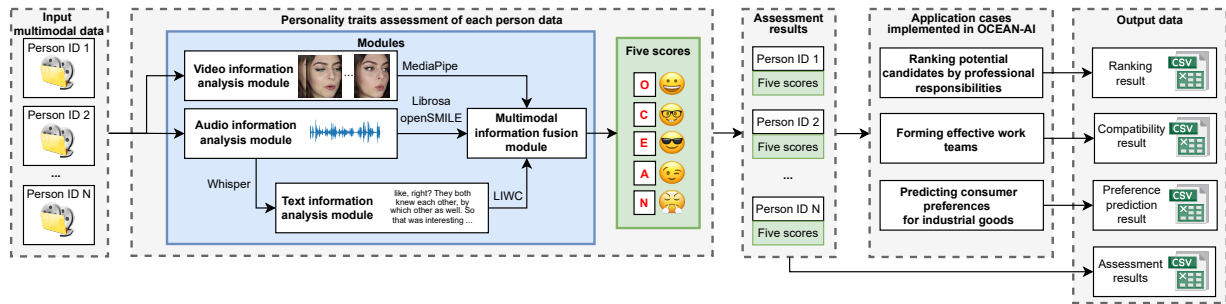 Input
multimodal data
Person ID 1
Person ID 2
...
Person ID N
Personality traits assessment of each person data
Modules
Video information
analysis module
...
MediaPipe
Audio information
analysis module
Librosa
openSMILE
Whisper
Text information
analysis module
like, right? They both
knew each other, by
which other as well. So
that was interesting ...
LIWC
Multimodal
information fusion
module
Five scores
O
C
E
A
N
Assessment
results
Person ID 1
Five scores
Person ID 2
Five scores
...
Person ID N
Five scores
Application cases
implemented in OCEAN-AI
Ranking potential
candidates by professional
responsibilities
Forming effective work
teams
Predicting consumer
preferences
for industrial goods
Output data
Ranking
result
CSV
Compatibility
result
CSV
Preference
prediction
result
CSV
Assessment
results
CSV